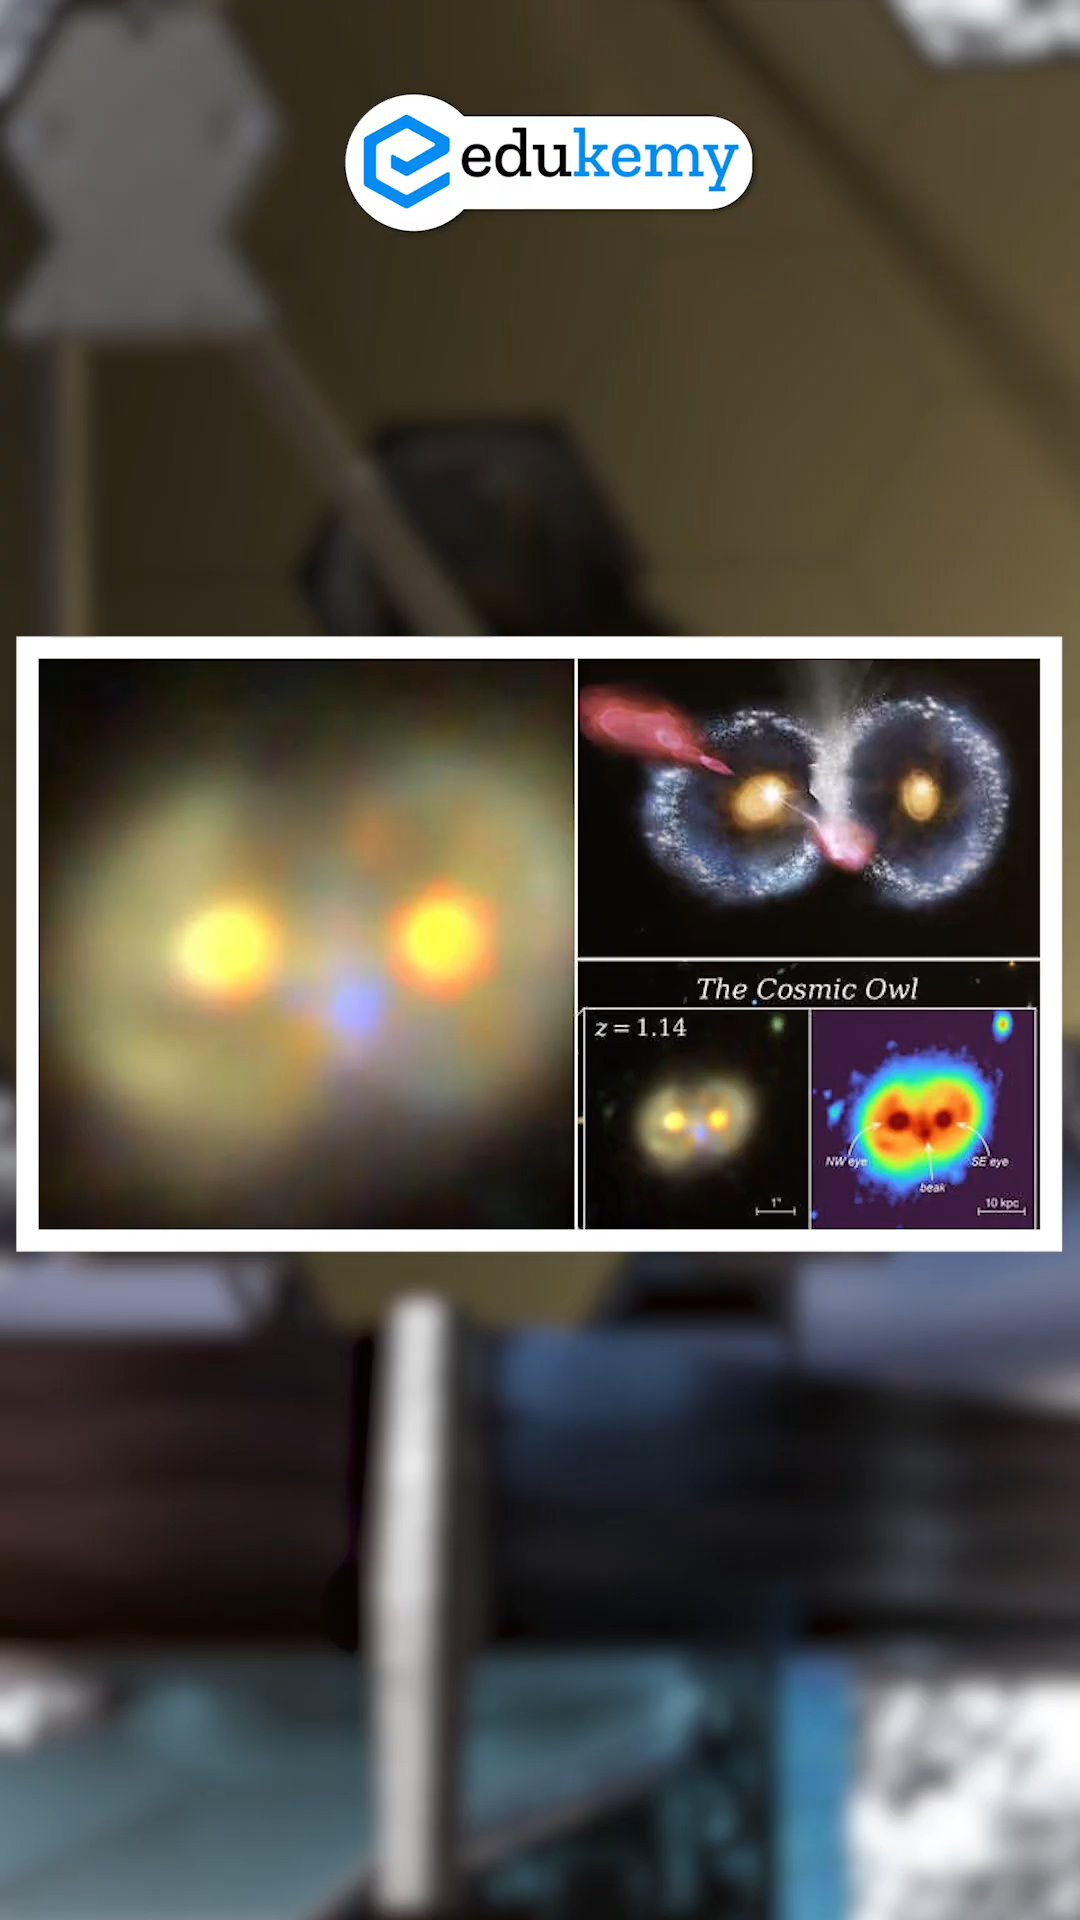 edukemy
The Cosmic Owl
z = 1.14
NW eye
SE eye
beak
1"
10 kpc